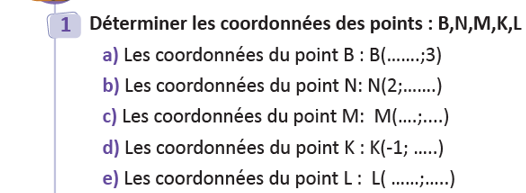 1 Déterminer les coordonnées des points : B,N,M,K,L
a) Les coordonnées du point B : B(.......;3)
b) Les coordonnées du point N: N(2;.......)
c) Les coordonnées du point M:  M(....;....)
d) Les coordonnées du point K : K(-1; .....)
e) Les coordonnées du point L :  L( ......;.....)